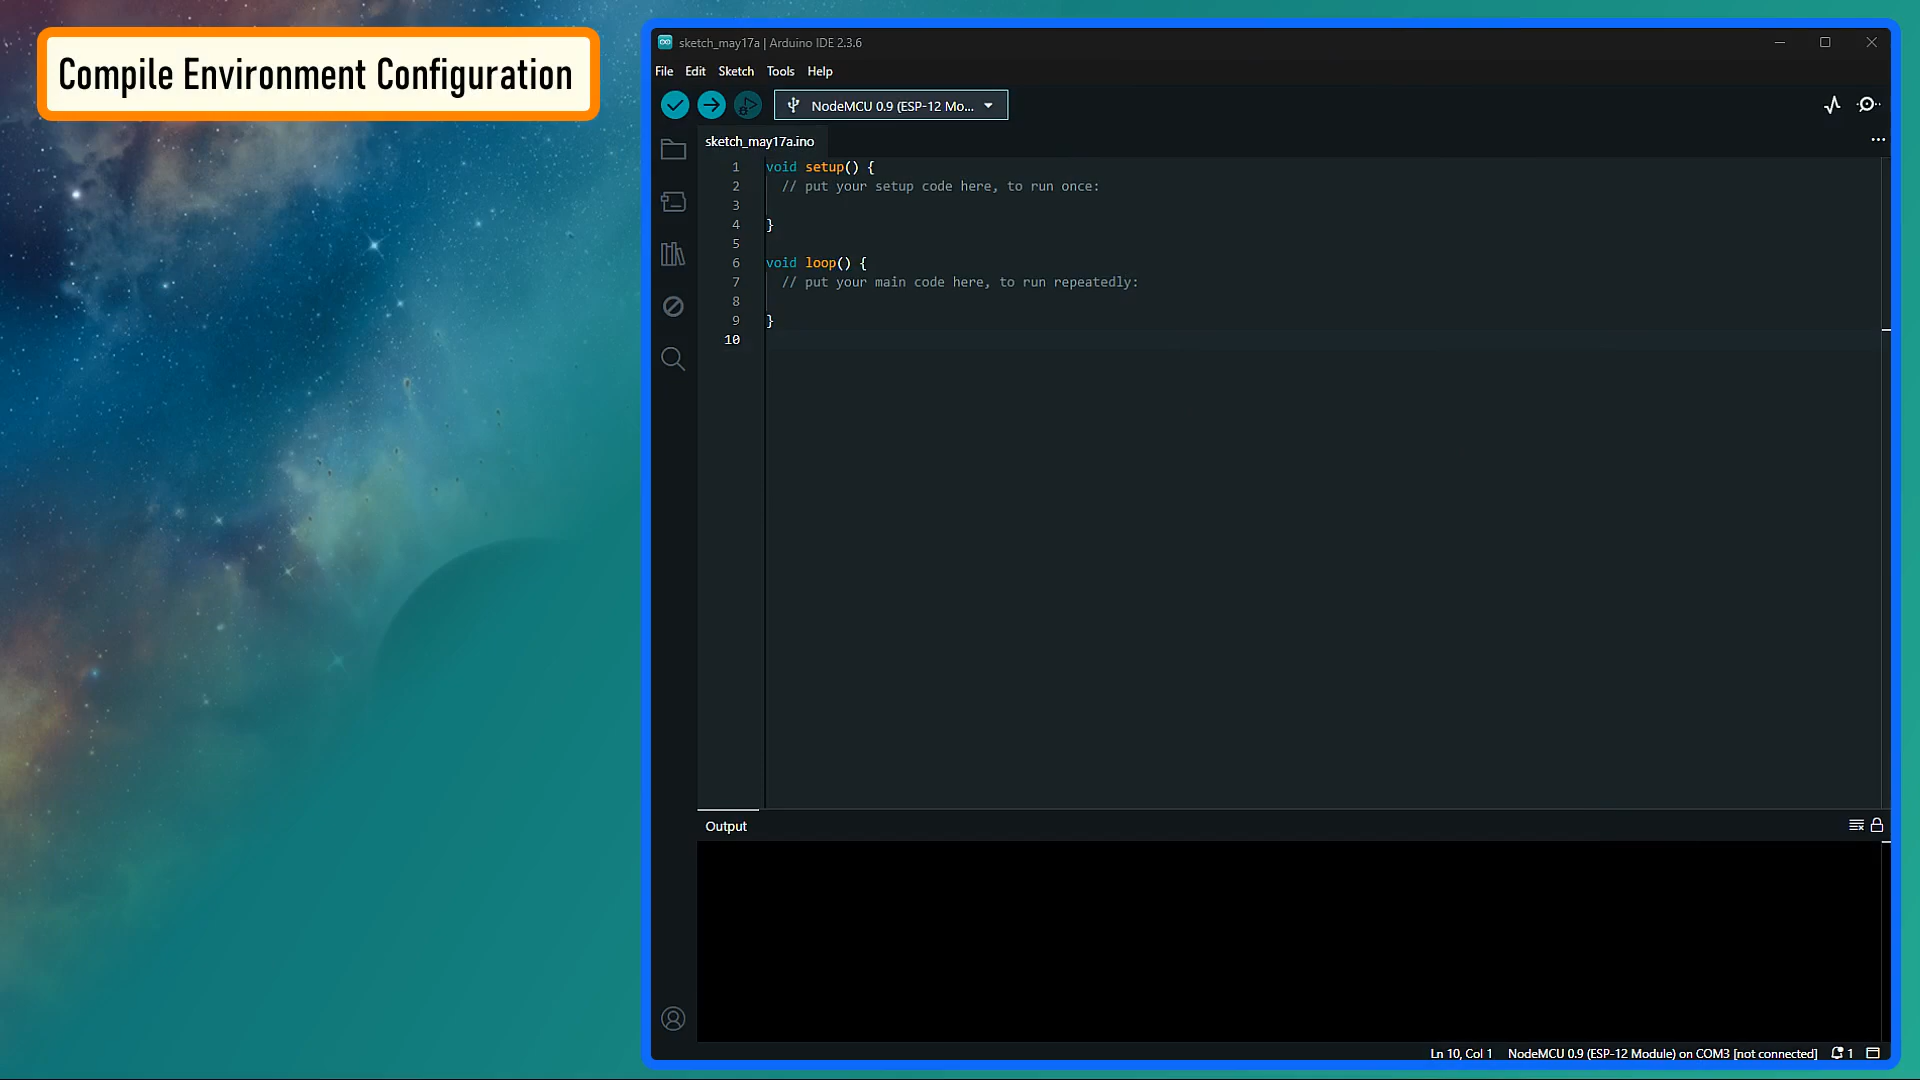 Compile Environment Configuration
sketch_may17a | Arduino IDE 2.3.6
File Edit Sketch Tools Help
NodeMCU 0.9 (ESP-12 Mo...
sketch_may17a.ino
1 void setup() {
2 // put your setup code here, to run once:
3
4 }
5
6 void loop() {
7 // put your main code here, to run repeatedly:
8
9 }
10
Output
Ln 10, Col 1 NodeMCU 0.9 (ESP-12 Module) on COM3 [not connected] 1